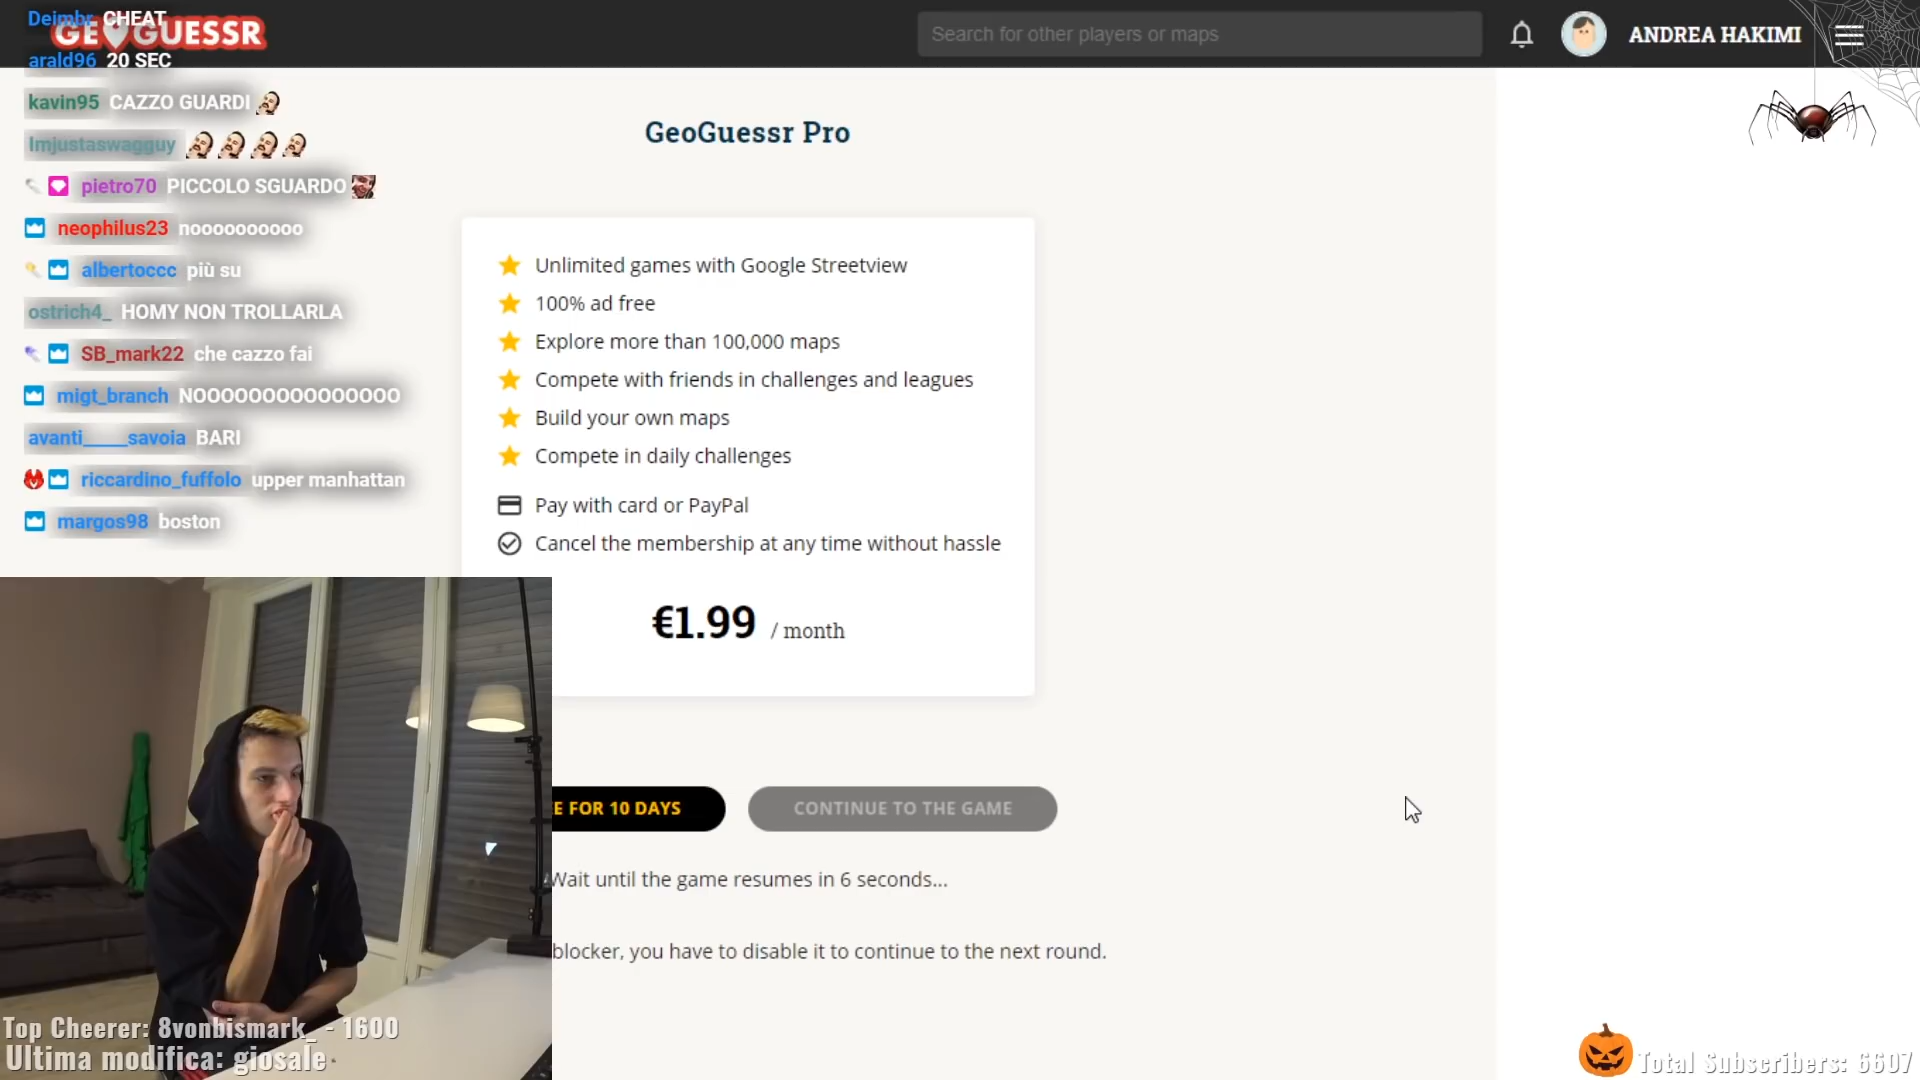 Deimbr CHEAT
GEOGUESSR
Search for other players or maps
ANDREA HAKIMI
arald96 20 SEC
kavin95 CAZZO GUARDI
Imjustaswagguy
pietro70 PICCOLO SGUARDO
neophilus23 noooooooooo
albertoccc più su
ostrich4_ HOMY NON TROLLARLA
SB_mark22 che cazzo fai
migt_branch NOOOOOOOOOOOOOOO
avanti_____savoia BARI
riccardino_fuffolo upper manhattan
margos98 boston
GeoGuessr Pro
Unlimited games with Google Streetview
100% ad free
Explore more than 100,000 maps
Compete with friends in challenges and leagues
Build your own maps
Compete in daily challenges
Pay with card or PayPal
Cancel the membership at any time without hassle
€1.99 / month
E FOR 10 DAYS
CONTINUE TO THE GAME
Wait until the game resumes in 6 seconds...
blocker, you have to disable it to continue to the next round.
Top Cheerer: 8vonbismark_ - 1600
Ultima modifica: giosale
Total Subscribers: 6607